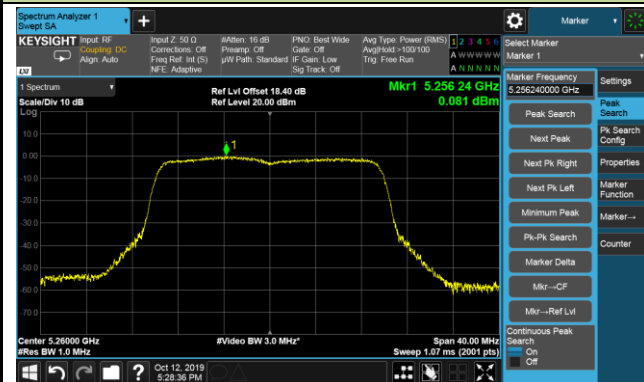 Spectrum Analyzer 1
Swept SA
Marker
KEYSIGHT
Input: RF
Coupling: DC
Align: Auto
Input Z: 50 Ω
Corrections: Off
Freq Ref: Int (S)
NFE: Adaptive
#Atten: 16 dB
Preamp: Off
µW Path: Standard
PNO: Best Wide
Gate: Off
IF Gain: Low
Sig Track: Off
Avg Type: Power (RMS)
Avg|Hold:>100/100
Trig: Free Run
1 2 3 4 5 6
A W W W W W
A N N N N N
LXI
Select Marker
Marker 1
1 Spectrum
Scale/Div 10 dB
Log
Ref Lvl Offset 18.40 dB
Ref Level 20.00 dBm
Mkr1 5.256 24 GHz
0.081 dBm
1
10.0
0.00
-10.0
-20.0
-30.0
-40.0
-50.0
-60.0
-70.0
Center 5.26000 GHz
#Res BW 1.0 MHz
#Video BW 3.0 MHz*
Span 40.00 MHz
Sweep 1.07 ms (2001 pts)
Marker Frequency
5.256240000 GHz
Peak Search
Next Peak
Next Pk Right
Next Pk Left
Minimum Peak
Pk-Pk Search
Marker Delta
Mkr→CF
Mkr→Ref Lvl
Continuous Peak
Search
On
Off
Settings
Peak
Search
Pk Search
Config
Properties
Marker
Function
Marker→
Counter
Oct 12, 2019
5:28:36 PM